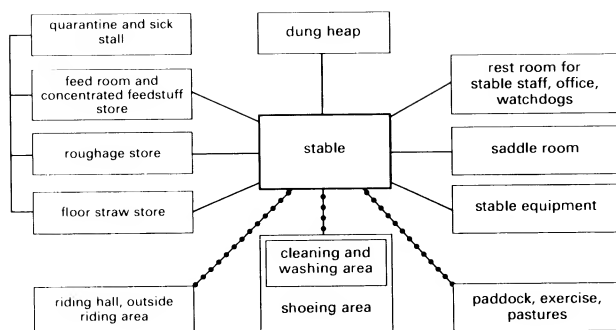 quarantine and sick
stall
dung heap
feed room and
concentrated feedstuff
store
rest room for
stable staff, office,
watchdogs
stable
roughage store
saddle room
floor straw store
stable equipment
cleaning and
washing area
riding hall, outside
riding area
shoeing area
paddock, exercise,
pastures